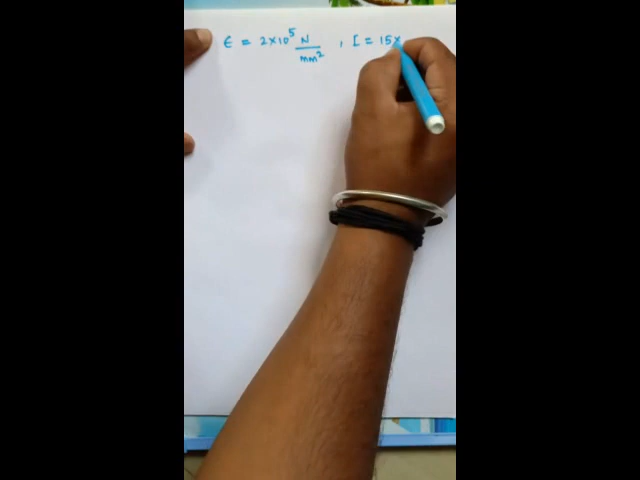 E = 2×10⁵ N/mm² , I = 15×